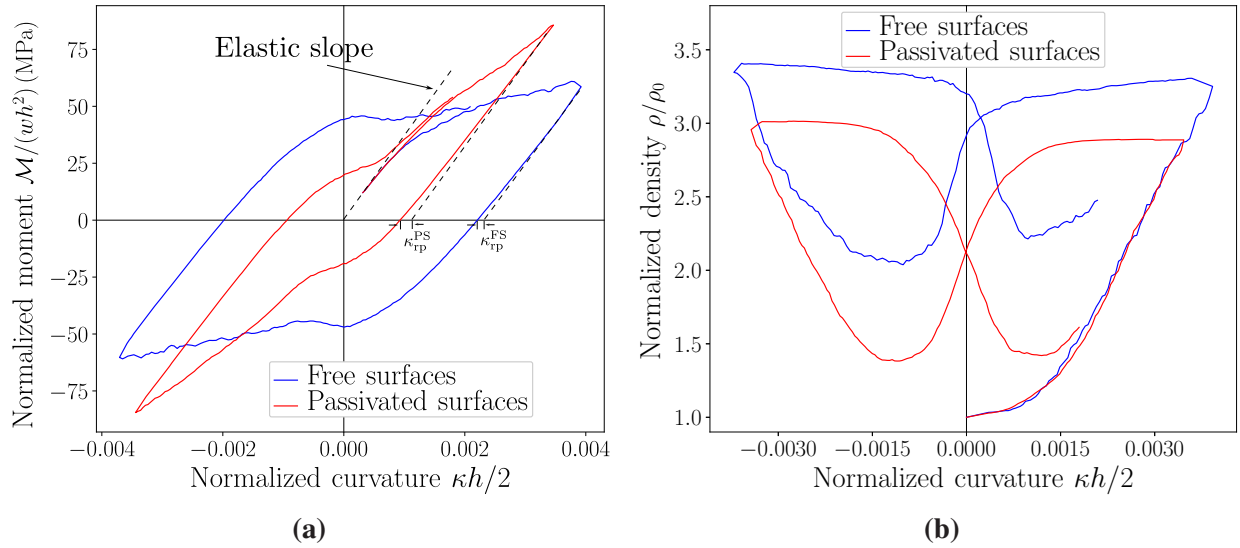 Normalized moment ℳ/(wh²) (MPa)
75
50
25
0
−25
−50
−75
Elastic slope
κ_rp^PS
κ_rp^FS
Free surfaces
Passivated surfaces
−0.004
−0.002
0.000
0.002
0.004
Normalized curvature κh/2
(a)
Normalized density ρ/ρ₀
3.5
3.0
2.5
2.0
1.5
1.0
Free surfaces
Passivated surfaces
−0.0030
−0.0015
0.0000
0.0015
0.0030
Normalized curvature κh/2
(b)